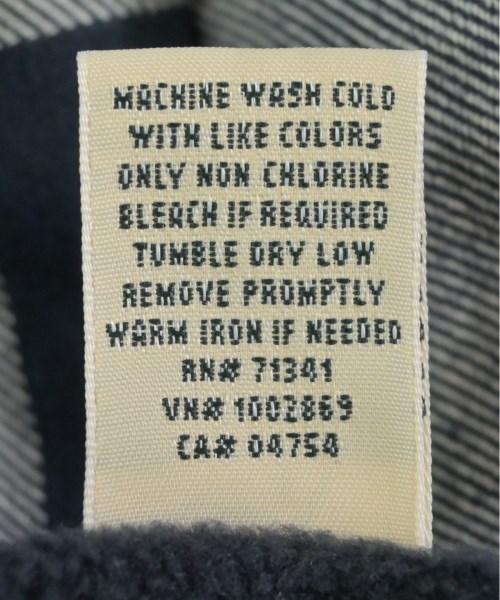 MACHINE WASH COLD
WITH LIKE COLORS
ONLY NON CHLORINE
BLEACH IF REQUIRED
TUMBLE DRY LOW
REMOVE PROMPTLY
WARM IRON IF NEEDED
RN# 71341
VN# 1002869
CA# 04754